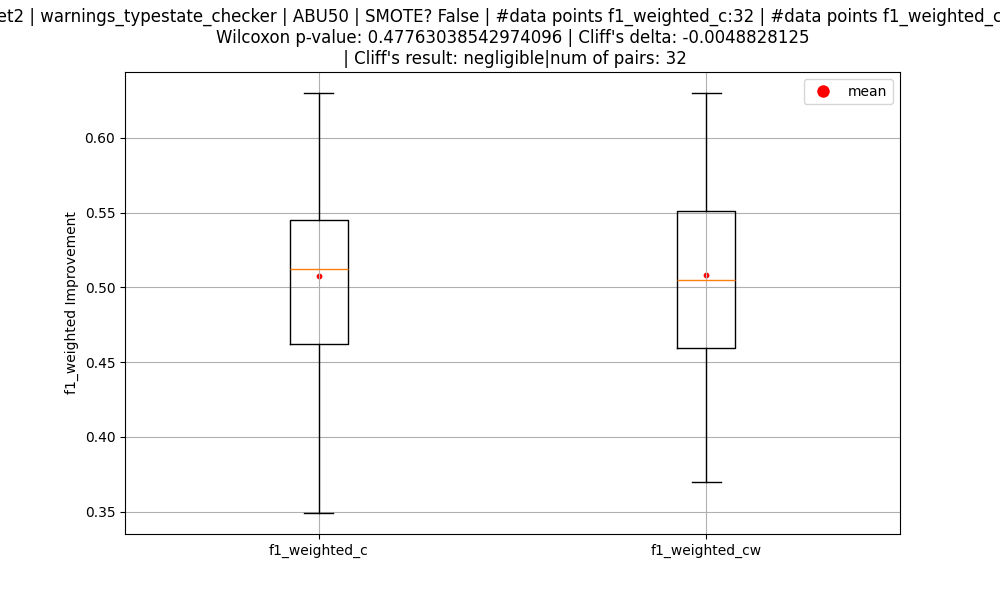 et2 | warnings_typestate_checker | ABU50 | SMOTE? False | #data points f1_weighted_c:32 | #data points f1_weighted_c
Wilcoxon p-value: 0.47763038542974096 | Cliff's delta: -0.0048828125
| Cliff's result: negligible|num of pairs: 32
mean
0.60
0.55
0.50
0.45
0.40
0.35
f1_weighted Improvement
f1_weighted_c
f1_weighted_cw